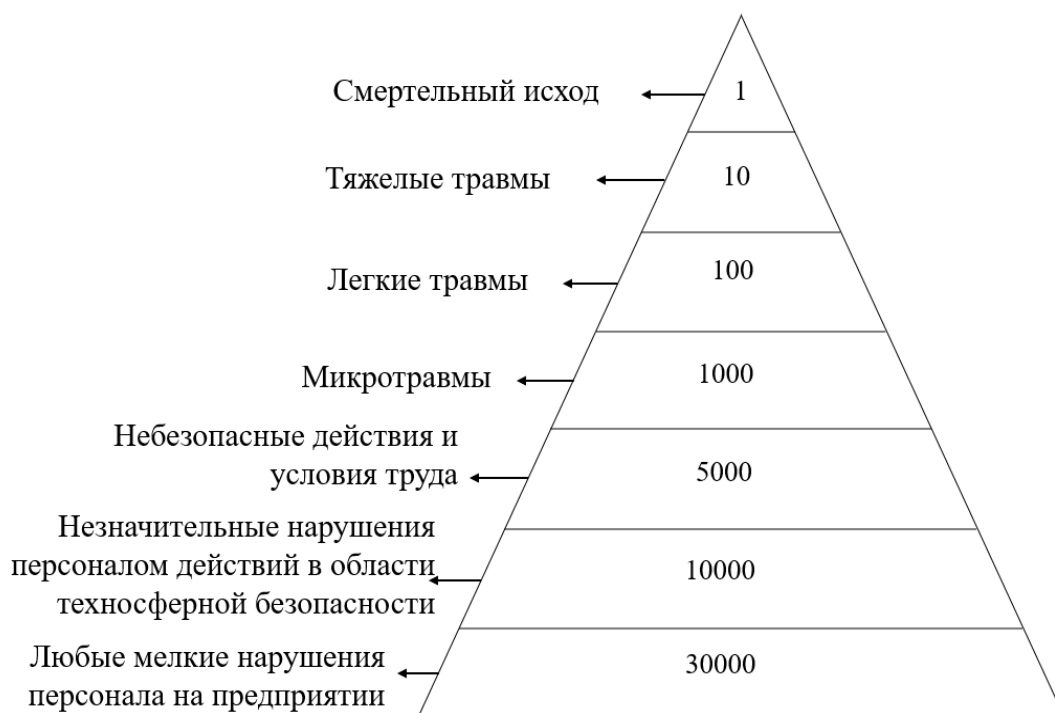 Смертельный исход
1
Тяжелые травмы
10
Легкие травмы
100
Микротравмы
1000
Небезопасные действия и
условия труда
5000
Незначительные нарушения
персоналом действий в области
техносферной безопасности
10000
Любые мелкие нарушения
персонала на предприятии
30000